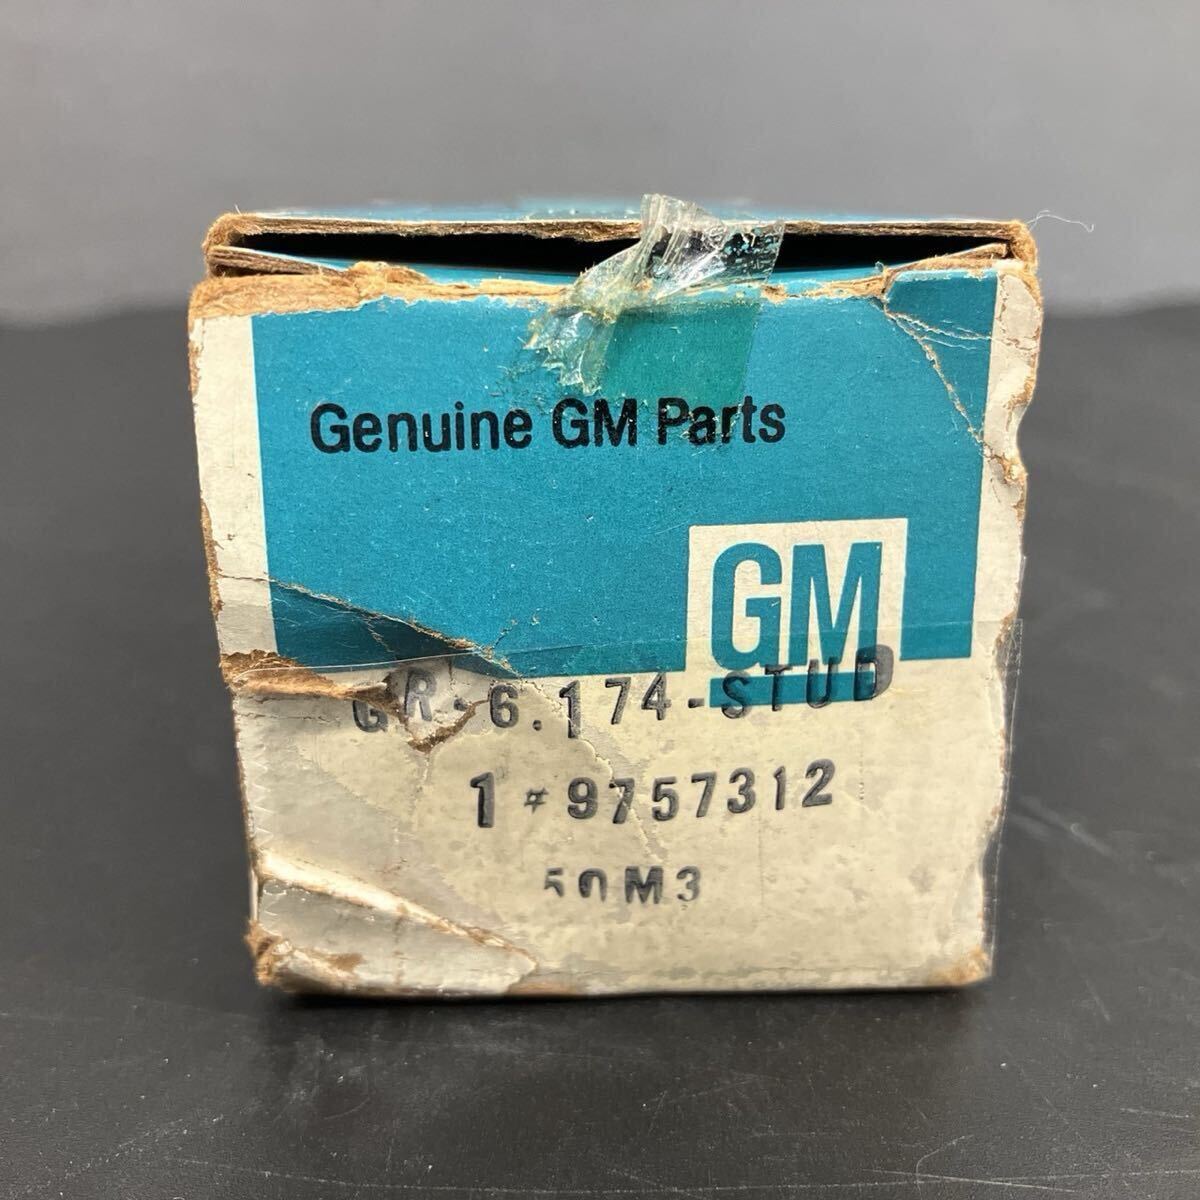 Genuine GM Parts
GM
GR-6.174-STUD
1*9757312
50M3